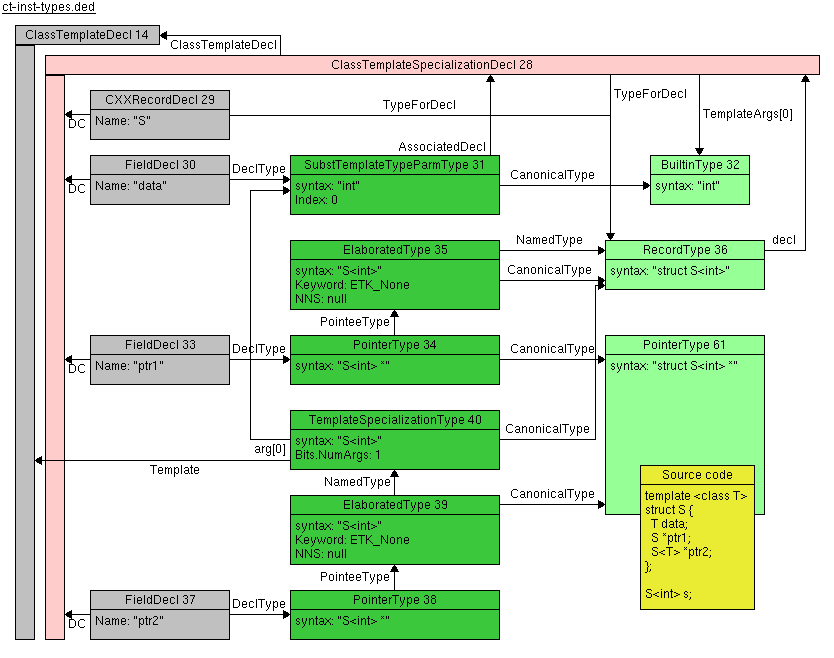 ct-inst-types.ded
ClassTemplateDecl 14
ClassTemplateDecl
ClassTemplateSpecializationDecl 28
CXXRecordDecl 29
Name: "S"
DC
TypeForDecl
TypeForDecl
TemplateArgs[0]
AssociatedDecl
FieldDecl 30
Name: "data"
DC
DeclType
SubstTemplateTypeParmType 31
syntax: "int"
Index: 0
CanonicalType
BuiltinType 32
syntax: "int"
ElaboratedType 35
syntax: "S<int>"
Keyword: ETK_None
NNS: null
NamedType
CanonicalType
RecordType 36
syntax: "struct S<int>"
decl
PointeeType
FieldDecl 33
Name: "ptr1"
DC
DeclType
PointerType 34
syntax: "S<int> *"
CanonicalType
PointerType 61
syntax: "struct S<int> *"
TemplateSpecializationType 40
syntax: "S<int>"
Bits.NumArgs: 1
arg[0]
Template
CanonicalType
NamedType
ElaboratedType 39
syntax: "S<int>"
Keyword: ETK_None
NNS: null
CanonicalType
PointeeType
FieldDecl 37
Name: "ptr2"
DC
DeclType
PointerType 38
syntax: "S<int> *"
Source code
template <class T>
struct S {
T data;
S *ptr1;
S<T> *ptr2;
};
S<int> s;